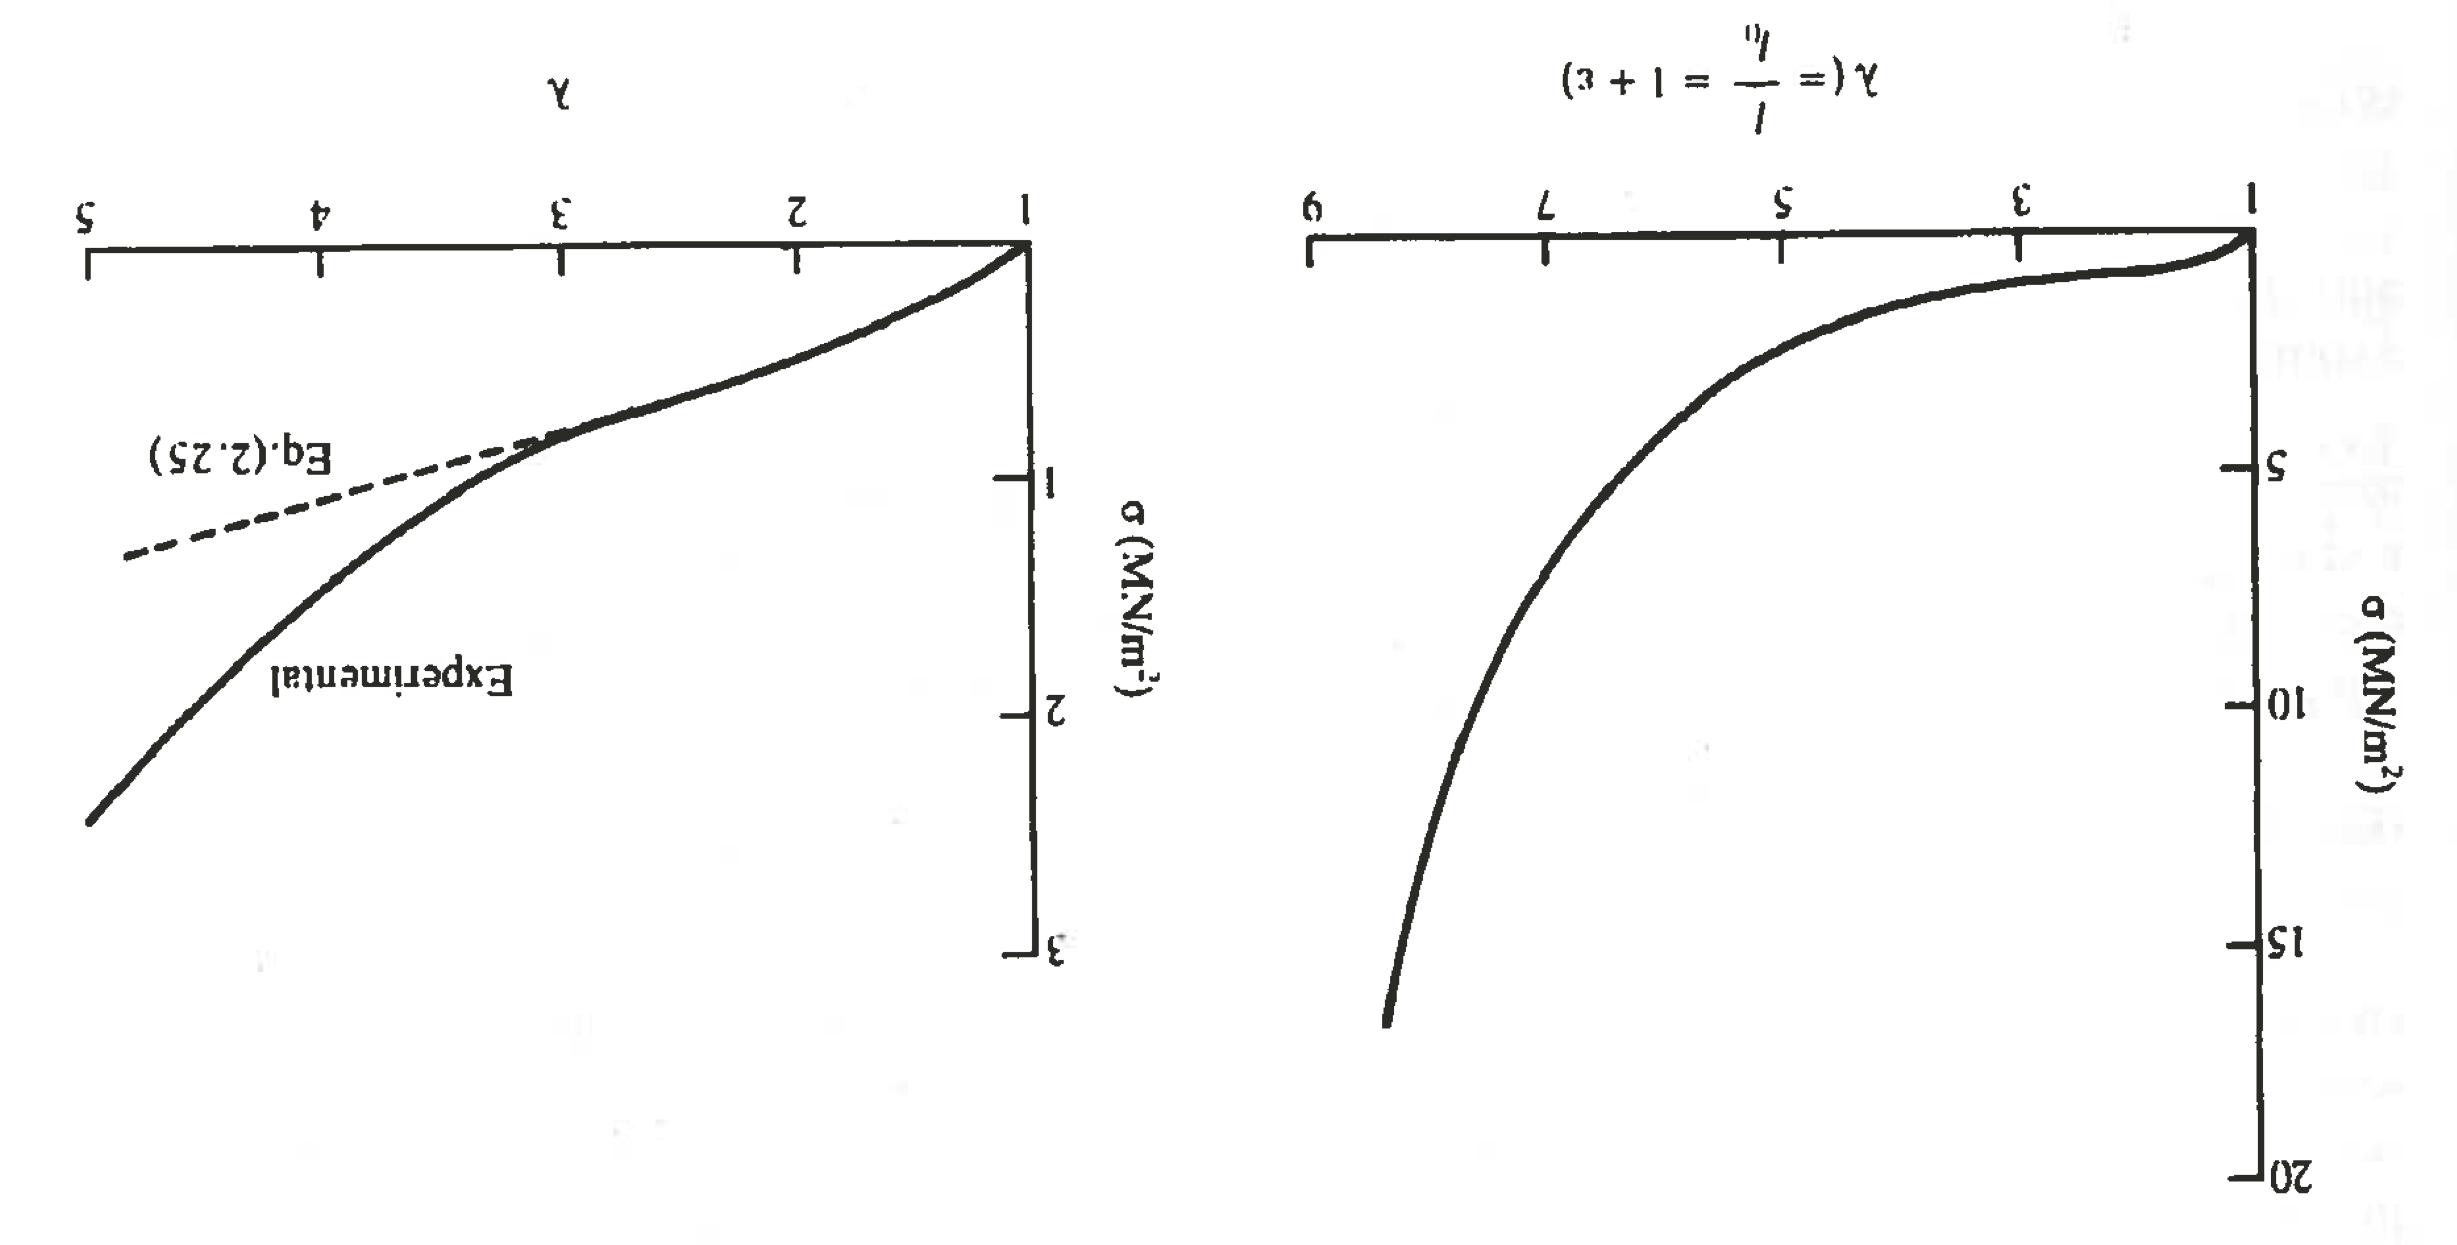 20
15
10
5
σ (MN/m²)
1 3 5 7 9
λ (= l/l₀ = 1 + ε)
3
2
1
σ (MN/m²)
Experimental
Eq.(2.25)
1 2 3 4 5
λ